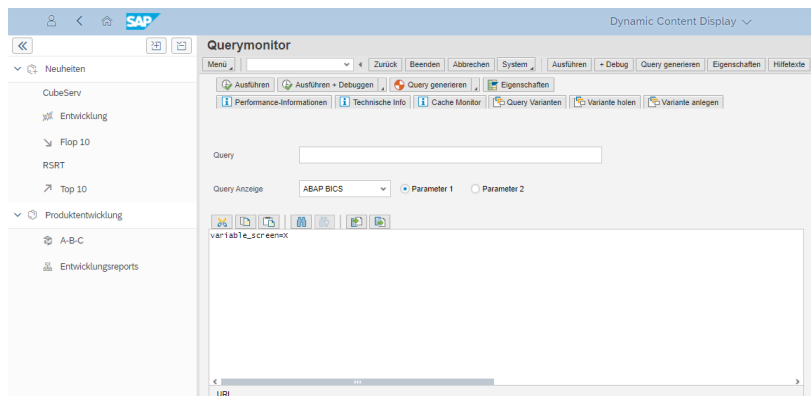 SAP Dynamic Content Display
Querymonitor
Menü Zurück Beenden Abbrechen System Ausführen + Debug Query generieren Eigenschaften Hilfetexte
Neuheiten
Ausführen Ausführen + Debuggen Query generieren Eigenschaften
CubeServ
Performance-Informationen Technische Info Cache Monitor Query Varianten Variante holen Variante anlegen
Entwicklung
Flop 10
Query
RSRT
Top 10
Query Anzeige ABAP BICS Parameter 1 Parameter 2
Produktentwicklung
variable_screen=X
A-B-C
Entwicklungsreports
URL